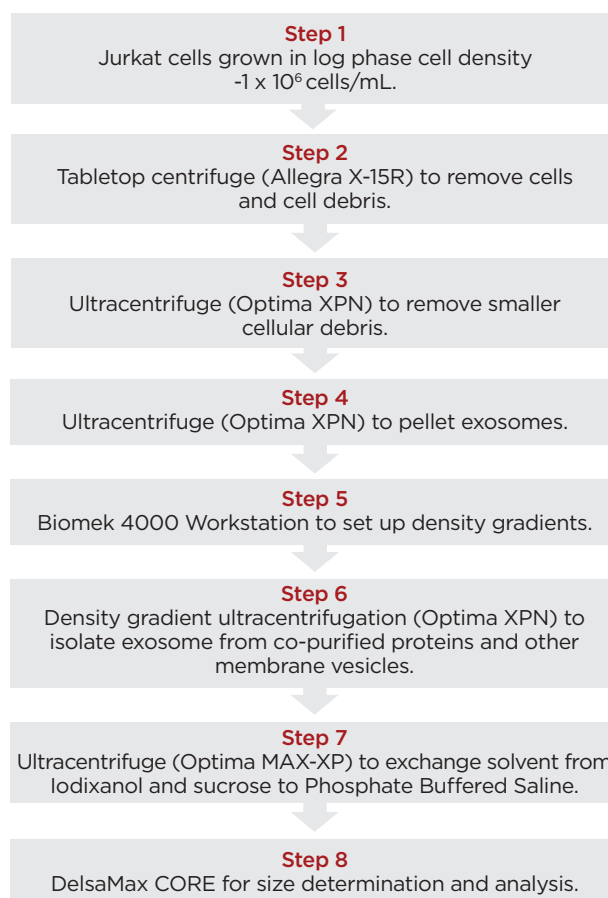 Step 1
Jurkat cells grown in log phase cell density
-1 x 10⁶ cells/mL.
Step 2
Tabletop centrifuge (Allegra X-15R) to remove cells
and cell debris.
Step 3
Ultracentrifuge (Optima XPN) to remove smaller
cellular debris.
Step 4
Ultracentrifuge (Optima XPN) to pellet exosomes.
Step 5
Biomek 4000 Workstation to set up density gradients.
Step 6
Density gradient ultracentrifugation (Optima XPN) to
isolate exosome from co-purified proteins and other
membrane vesicles.
Step 7
Ultracentrifuge (Optima MAX-XP) to exchange solvent from
Iodixanol and sucrose to Phosphate Buffered Saline.
Step 8
DelsaMax CORE for size determination and analysis.